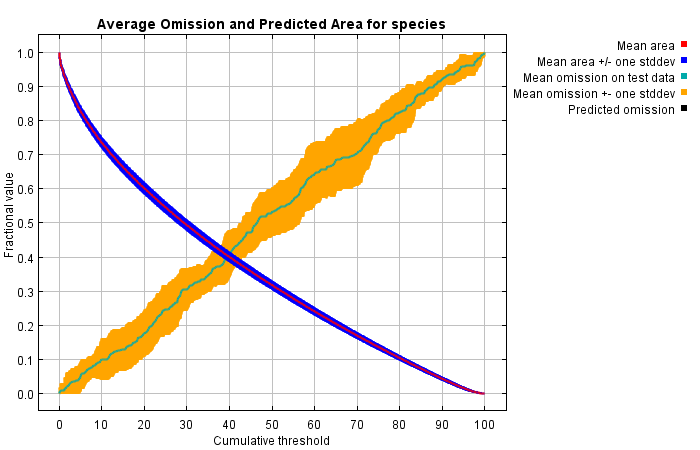 Average Omission and Predicted Area for species
Mean area
Mean area +/- one stddev
Mean omission on test data
Mean omission +- one stddev
Predicted omission
Fractional value
1.0
0.9
0.8
0.7
0.6
0.5
0.4
0.3
0.2
0.1
0.0
0 10 20 30 40 50 60 70 80 90 100
Cumulative threshold